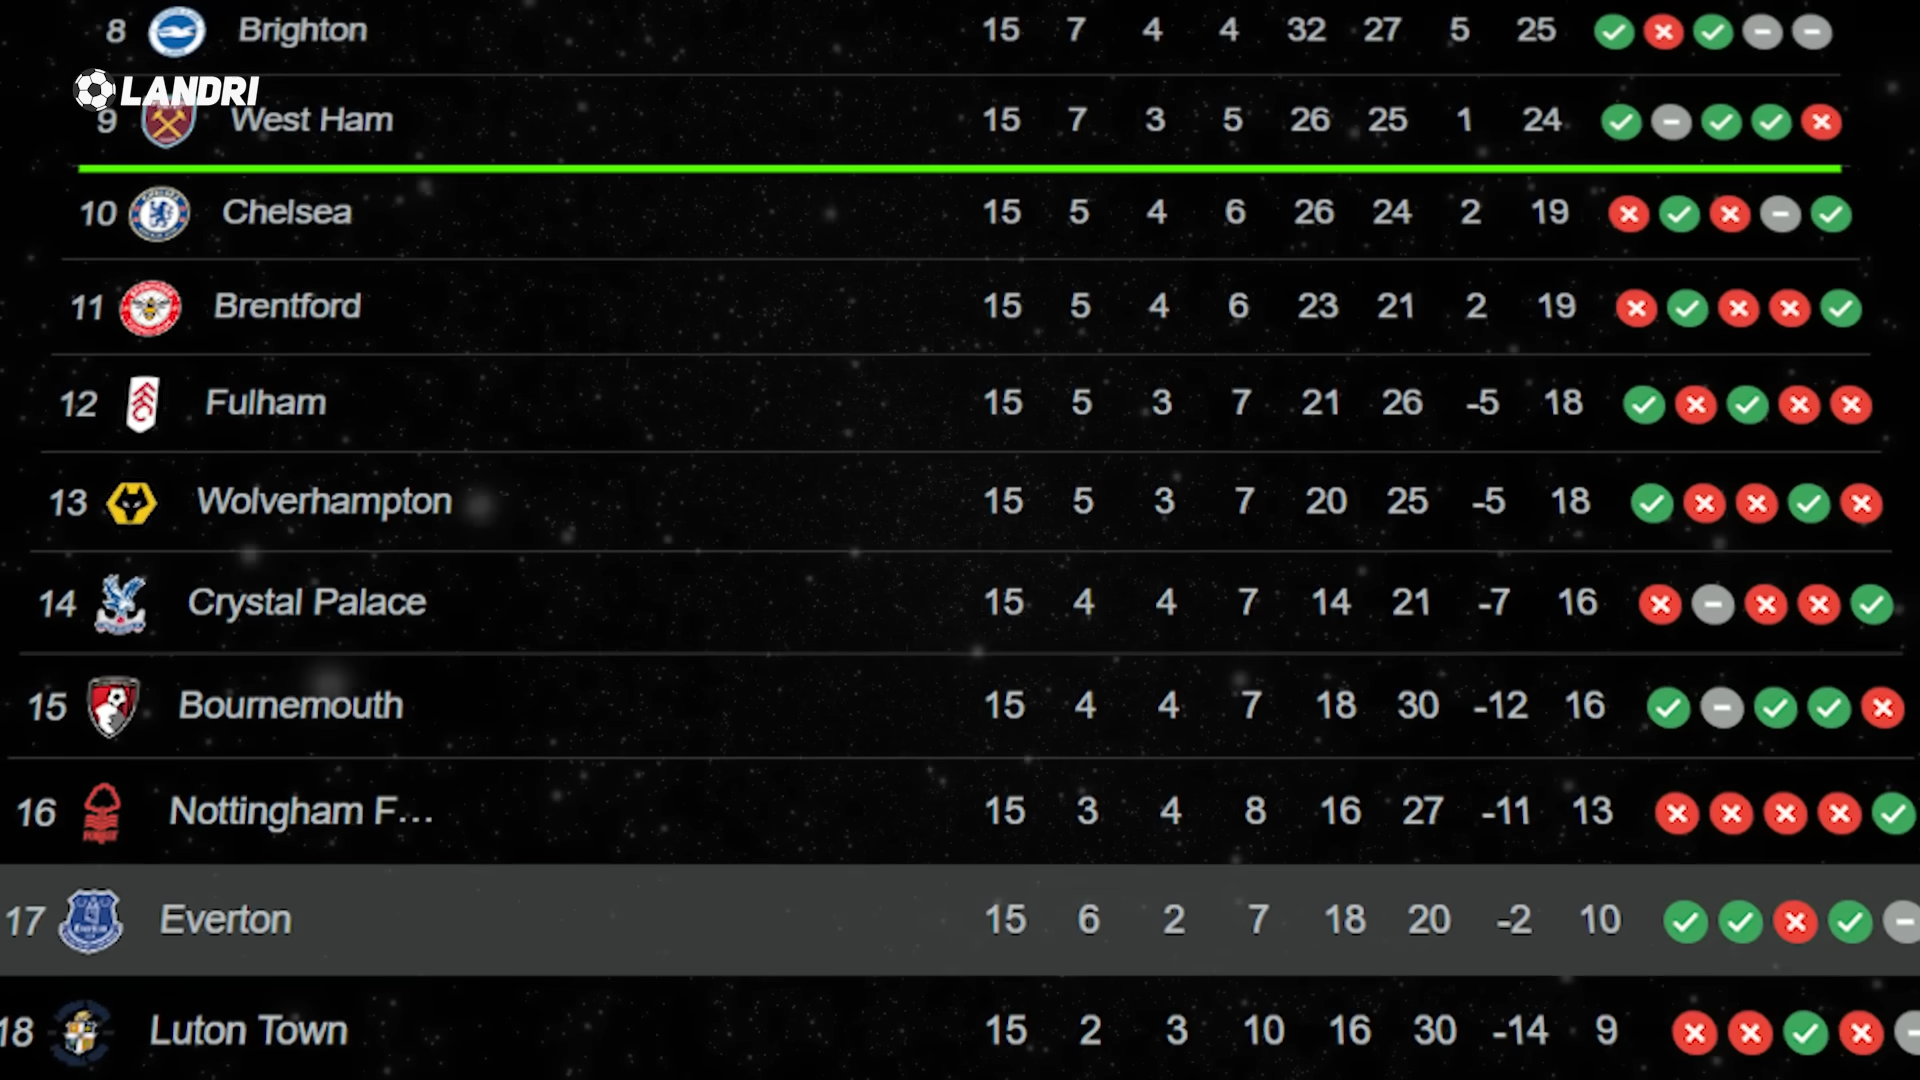 8 Brighton 15 7 4 4 32 27 5 25
LANDRI
9 West Ham 15 7 3 5 26 25 1 24
10 Chelsea 15 5 4 6 26 24 2 19
11 Brentford 15 5 4 6 23 21 2 19
12 Fulham 15 5 3 7 21 26 -5 18
13 Wolverhampton 15 5 3 7 20 25 -5 18
14 Crystal Palace 15 4 4 7 14 21 -7 16
15 Bournemouth 15 4 4 7 18 30 -12 16
16 Nottingham F... 15 3 4 8 16 27 -11 13
17 Everton 15 6 2 7 18 20 -2 10
18 Luton Town 15 2 3 10 16 30 -14 9